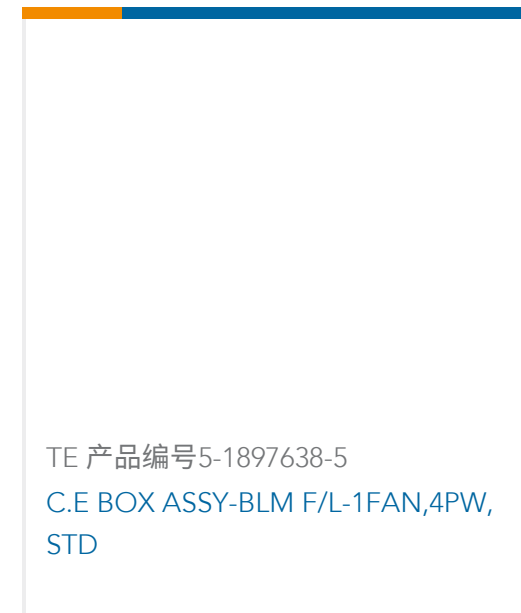 TE 产品编号5-1897638-5
C.E BOX ASSY-BLM F/L-1FAN,4PW,
STD